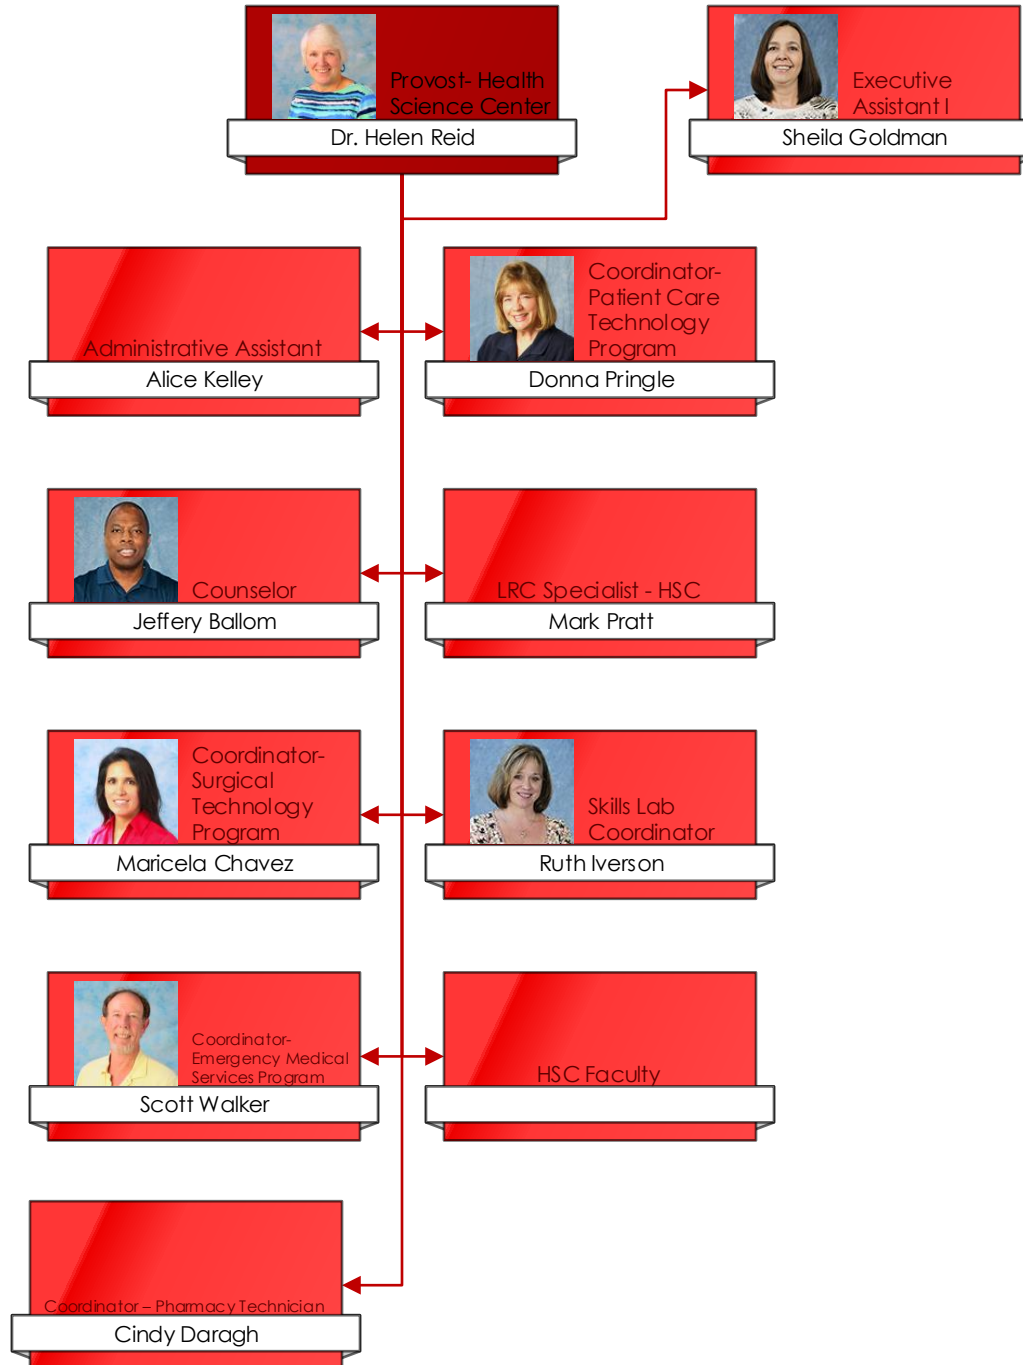 Provost- Health
Science Center
Dr. Helen Reid
Executive
Assistant I
Sheila Goldman
Administrative Assistant
Alice Kelley
Coordinator-
Patient Care
Technology
Program
Donna Pringle
Counselor
Jeffery Ballom
LRC Specialist - HSC
Mark Pratt
Coordinator-
Surgical
Technology
Program
Maricela Chavez
Skills Lab
Coordinator
Ruth Iverson
Coordinator-
Emergency Medical
Services Program
Scott Walker
HSC Faculty
Coordinator – Pharmacy Technician
Cindy Daragh